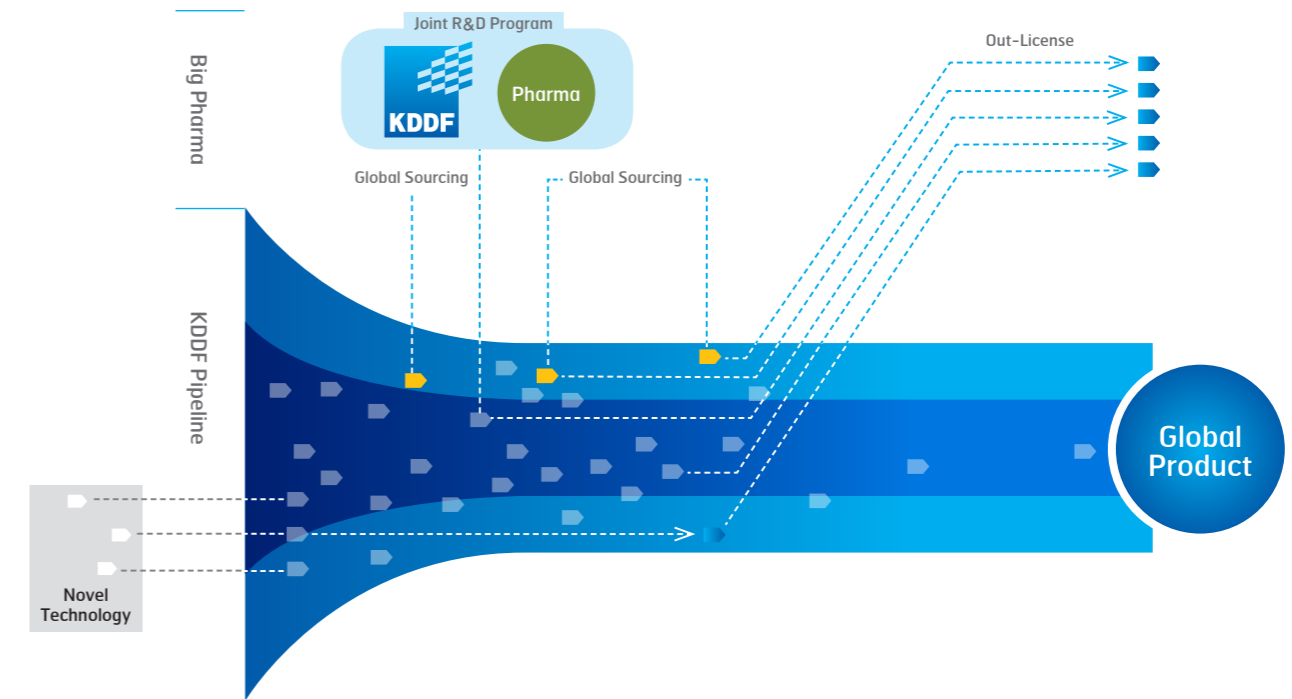 Joint R&D Program
KDDF
Pharma
Out-License
Big Pharma
Global Sourcing
Global Sourcing
KDDF Pipeline
Global
Product
Novel
Technology